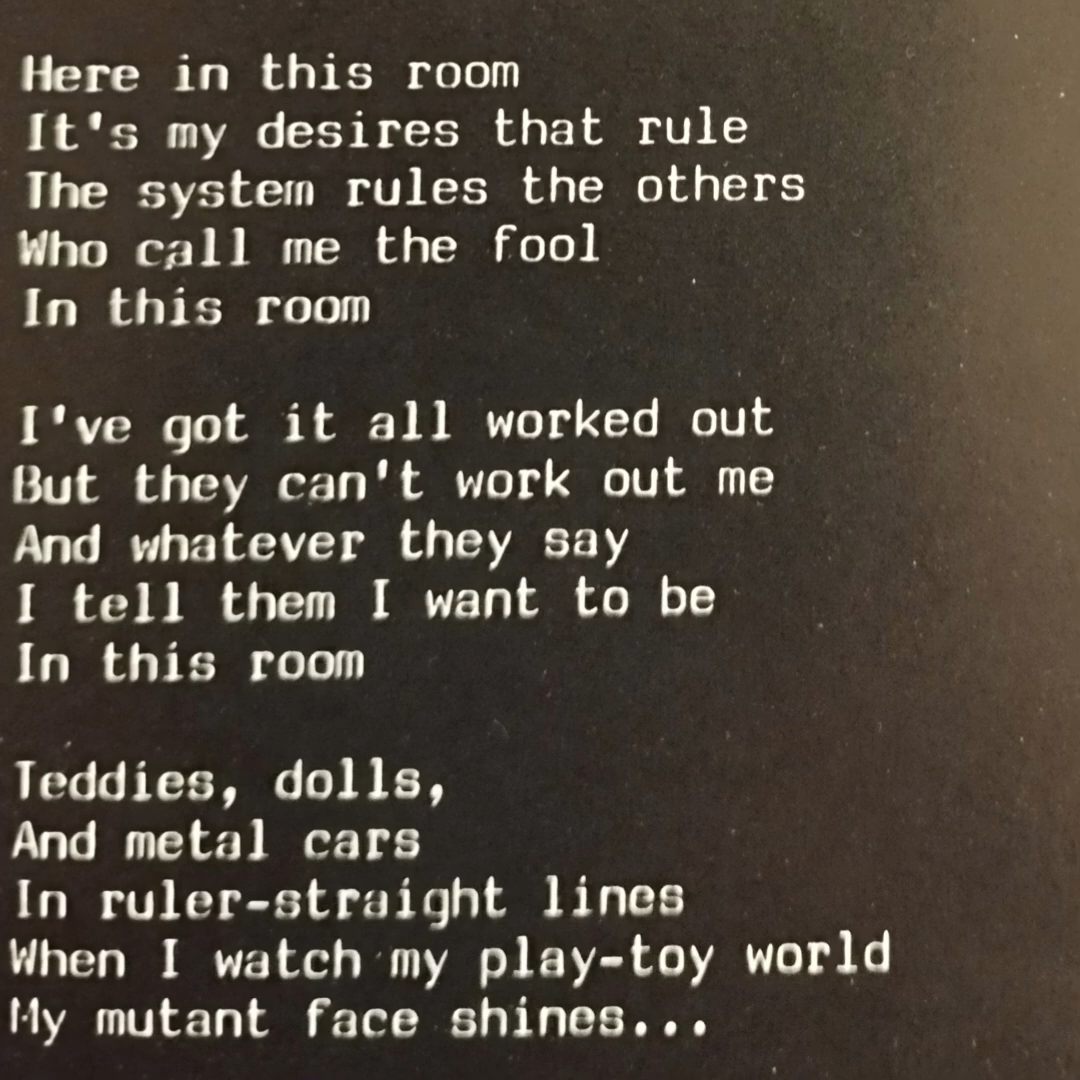 Here in this room
It's my desires that rule
The system rules the others
Who call me the fool
In this room

I've got it all worked out
But they can't work out me
And whatever they say
I tell them I want to be
In this room

Teddies, dolls,
And metal cars
In ruler-straight lines
When I watch my play-toy world
My mutant face shines...